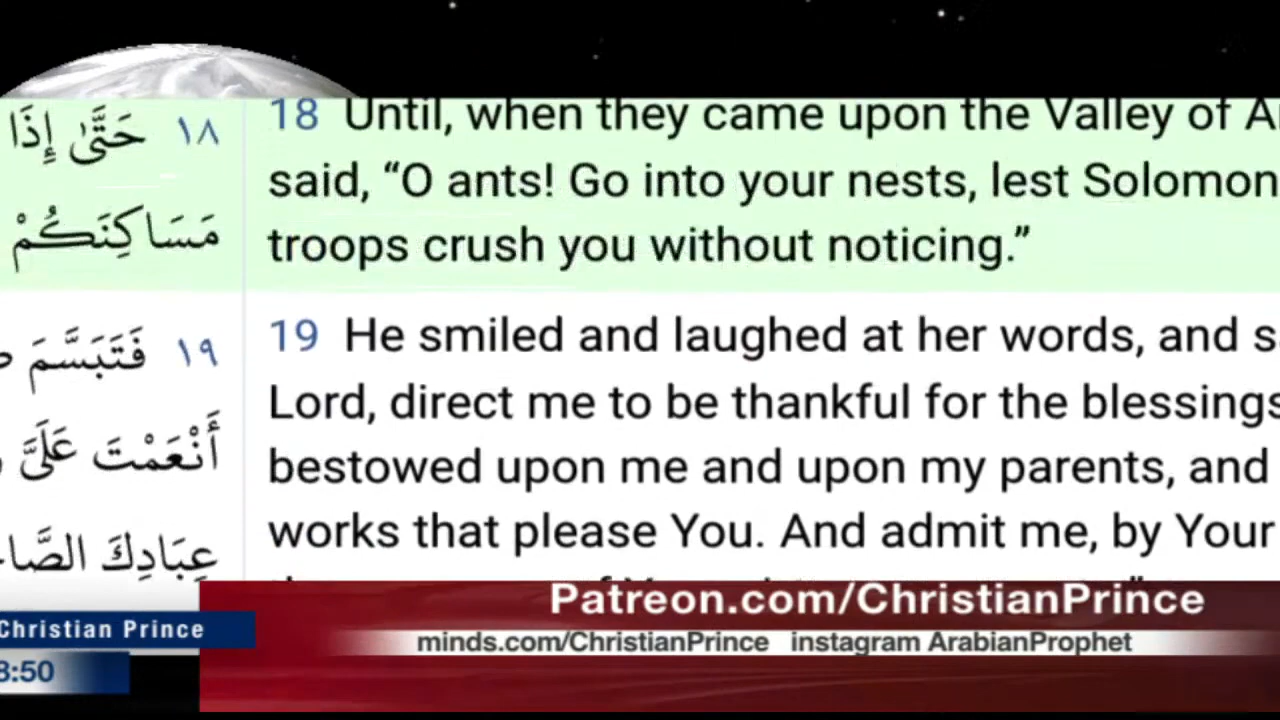 ١٨ حَتَّىٰ إِذَا
مَسَاكِنَكُمْ
18 Until, when they came upon the Valley of
said, “O ants! Go into your nests, lest Solomon
troops crush you without noticing.”
١٩ فَتَبَسَّمَ
أَنْعَمْتَ عَلَيَّ
عِبَادِكَ
19 He smiled and laughed at her words, and
Lord, direct me to be thankful for the blessings
bestowed upon me and upon my parents, and
works that please You. And admit me, by Your
Patreon.com/ChristianPrince
Christian Prince
minds.com/ChristianPrince instagram ArabianProphet
8:50